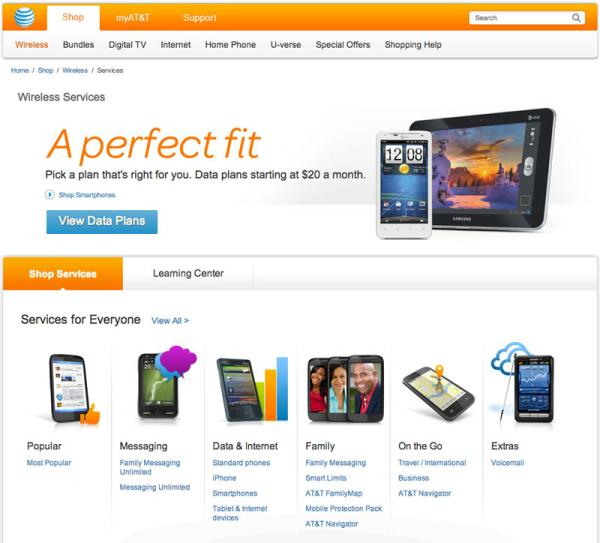 Shop myAT&T Support Search
Wireless Bundles Digital TV Internet Home Phone U-verse Special Offers Shopping Help
Home / Shop / Wireless / Services
Wireless Services
A perfect fit
Pick a plan that's right for you. Data plans starting at $20 a month.
Shop Smartphones
View Data Plans
at&t
12 08
SAMSUNG
Shop Services Learning Center
Services for Everyone View All >
Popular
Most Popular
Messaging
Family Messaging
Unlimited
Messaging Unlimited
Data & Internet
Standard phones
iPhone
Smartphones
Tablet & Internet
devices
Family
Family Messaging
Smart Limits
AT&T FamilyMap
Mobile Protection Pack
AT&T Navigator
On the Go
Travel / International
Business
AT&T Navigator
Extras
Voicemail